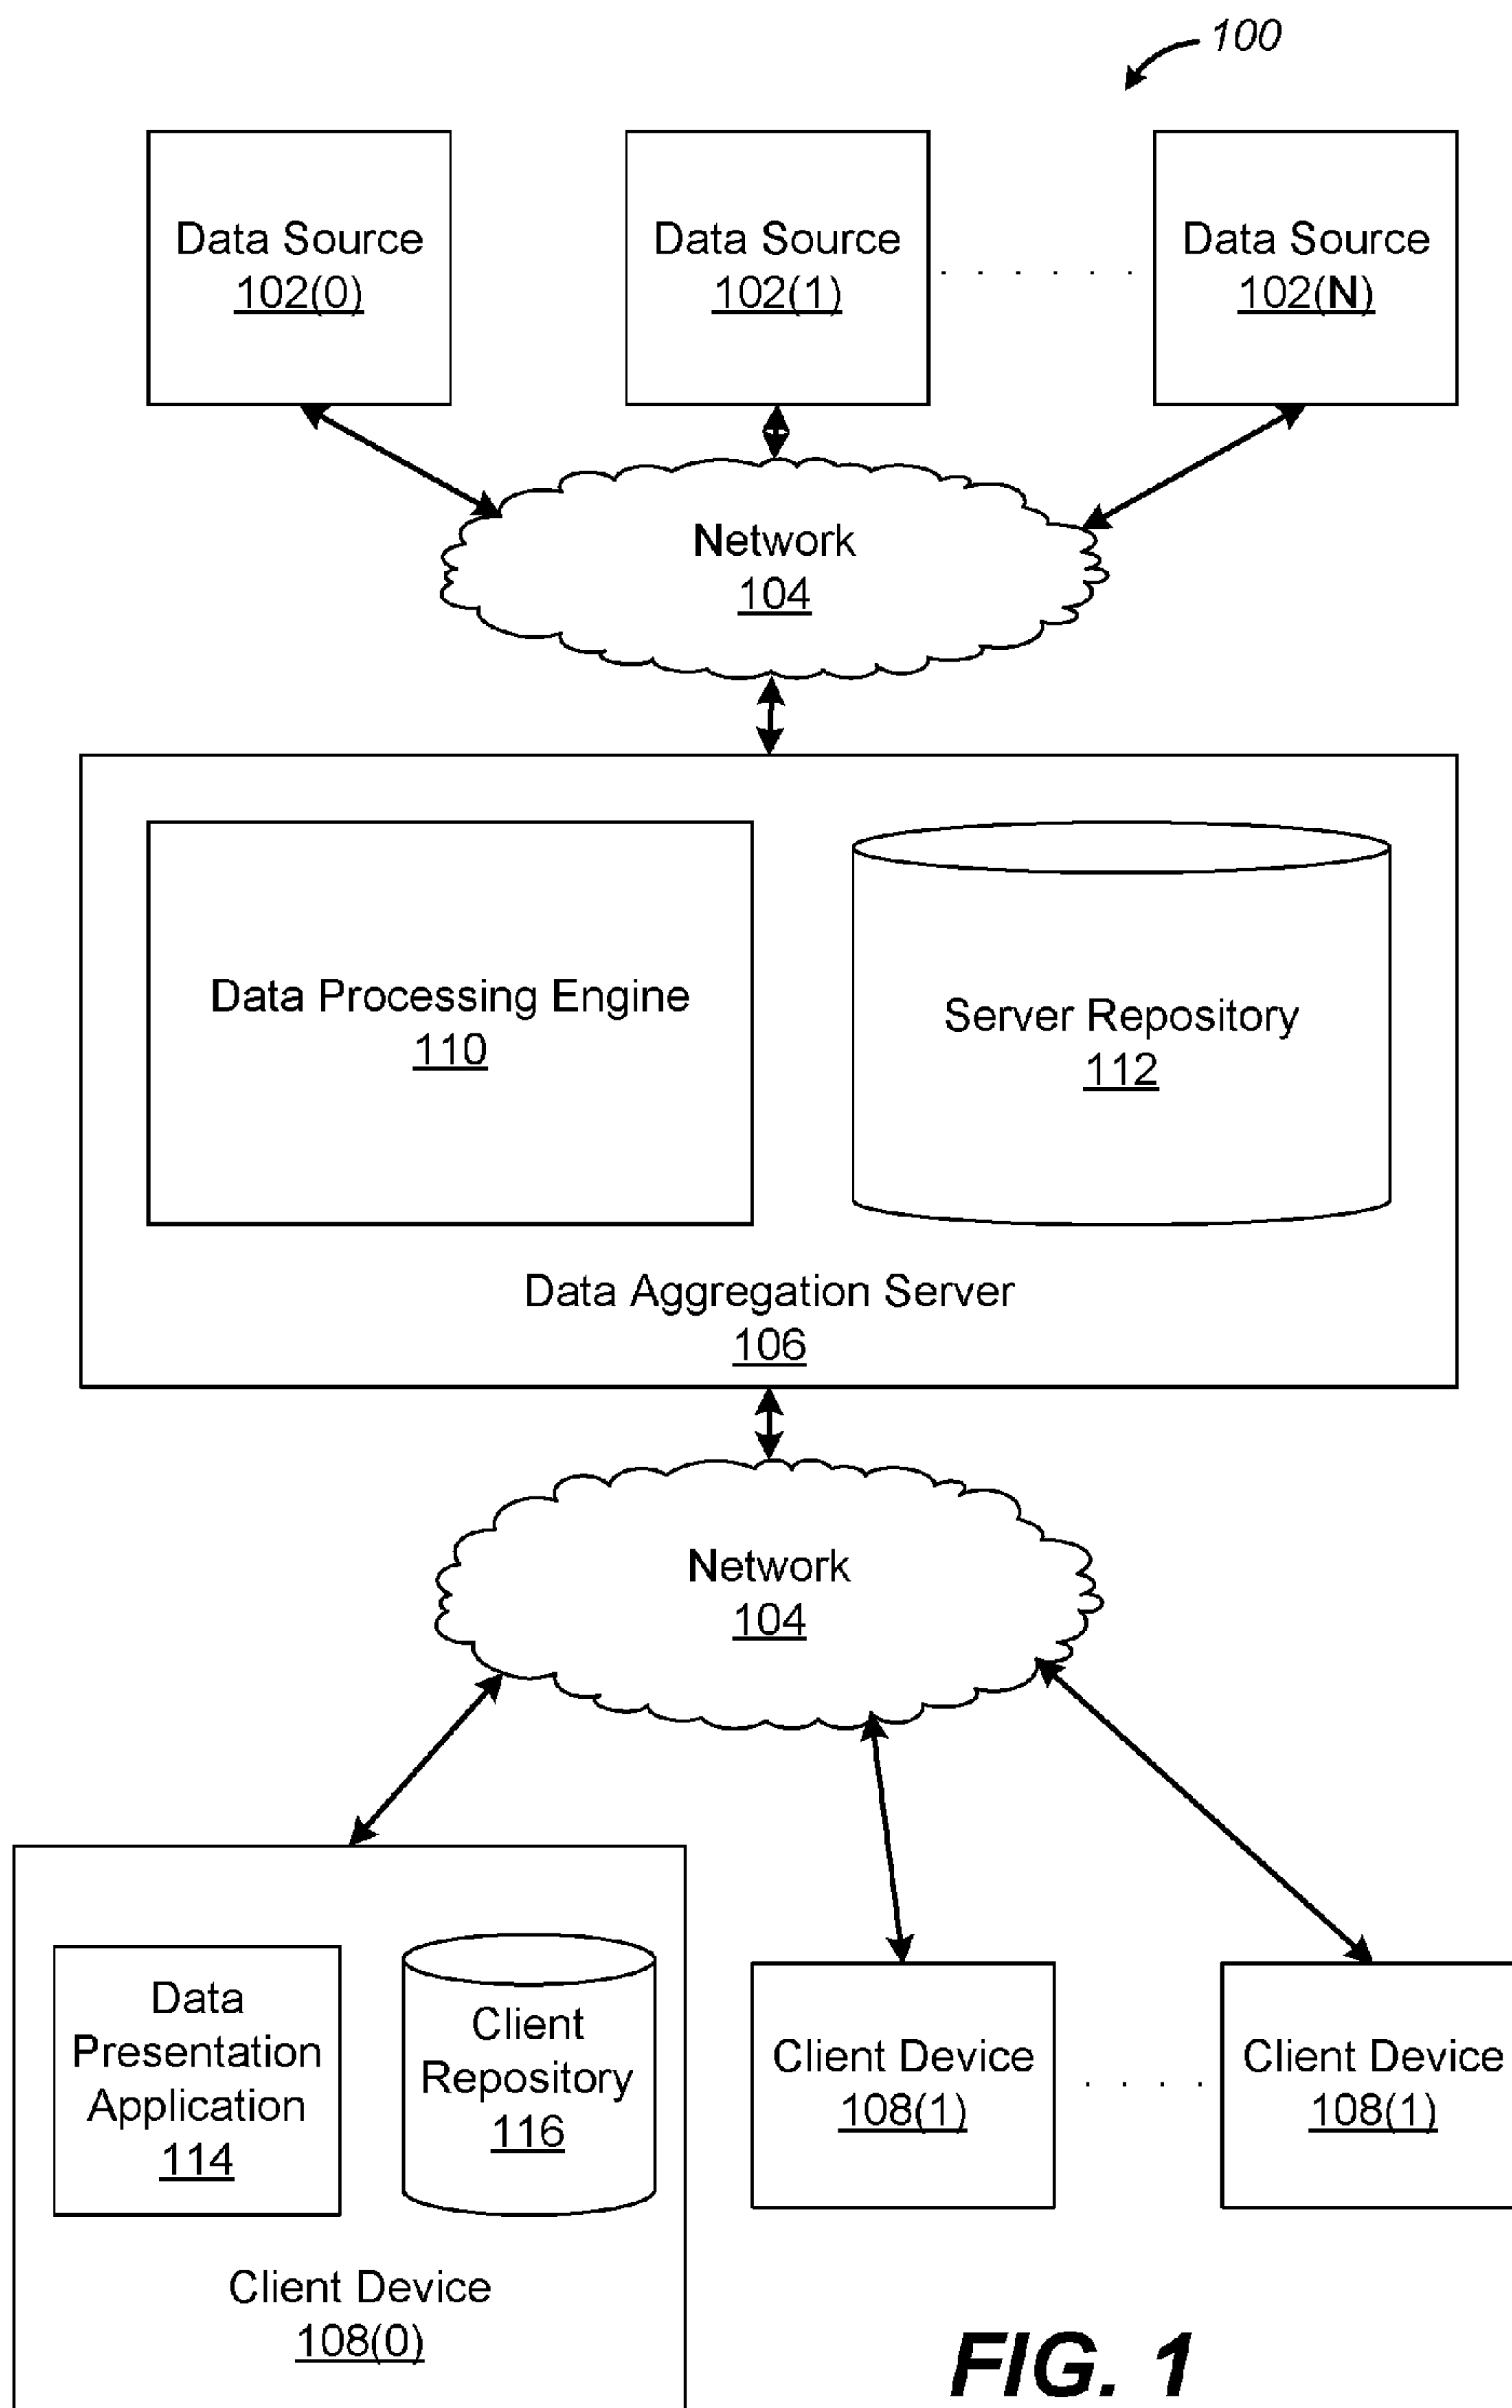 100
Data Source
102(0)
Data Source
102(1)
Data Source
102(N)
Network
104
Data Processing Engine
110
Server Repository
112
Data Aggregation Server
106
Network
104
Data
Presentation
Application
114
Client
Repository
116
Client Device
108(0)
Client Device
108(1)
Client Device
108(1)
FIG. 1